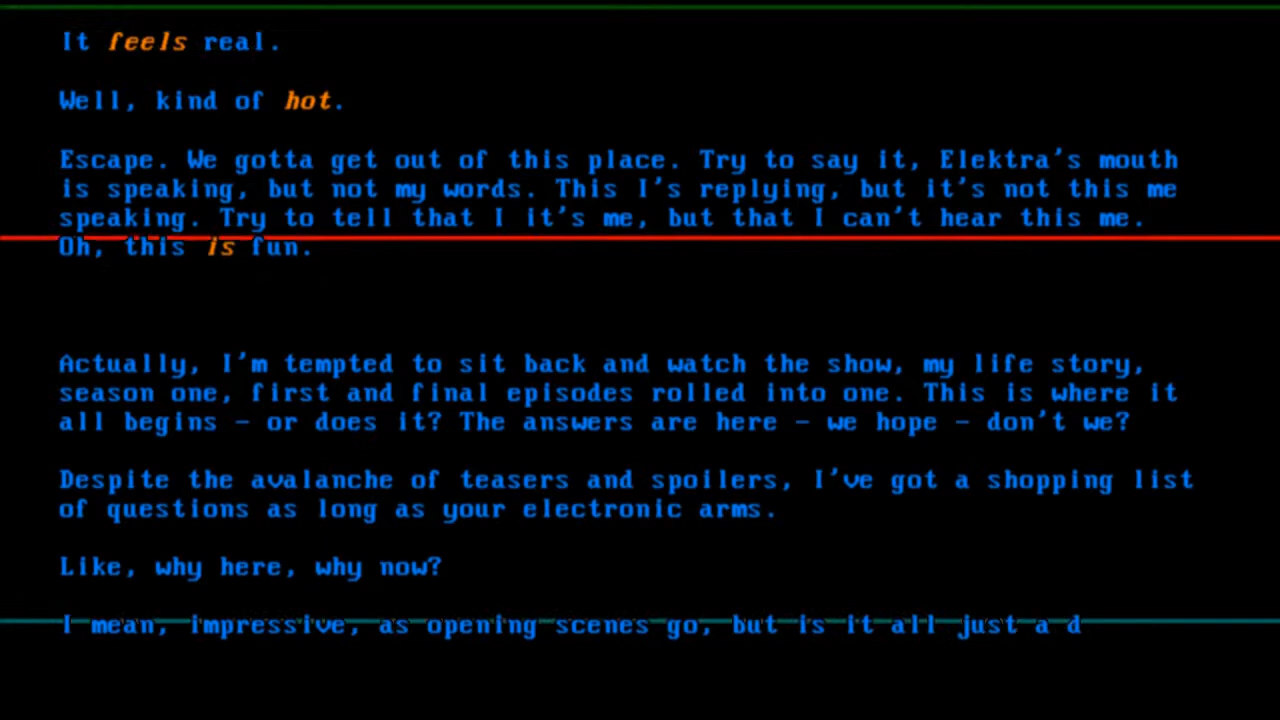 It feels real.
Well, kind of hot.
Escape. We gotta get out of this place. Try to say it, Elektra's mouth
is speaking, but not my words. This I's replying, but it's not this me
speaking. Try to tell that I it's me, but that I can't hear this me.
Oh, this is fun.
Actually, I'm tempted to sit back and watch the show, my life story,
season one, first and final episodes rolled into one. This is where it
all begins – or does it? The answers are here – we hope – don't we?
Despite the avalanche of teasers and spoilers, I've got a shopping list
of questions as long as your electronic arms.
Like, why here, why now?
I mean, impressive, as opening scenes go, but is it all just a d